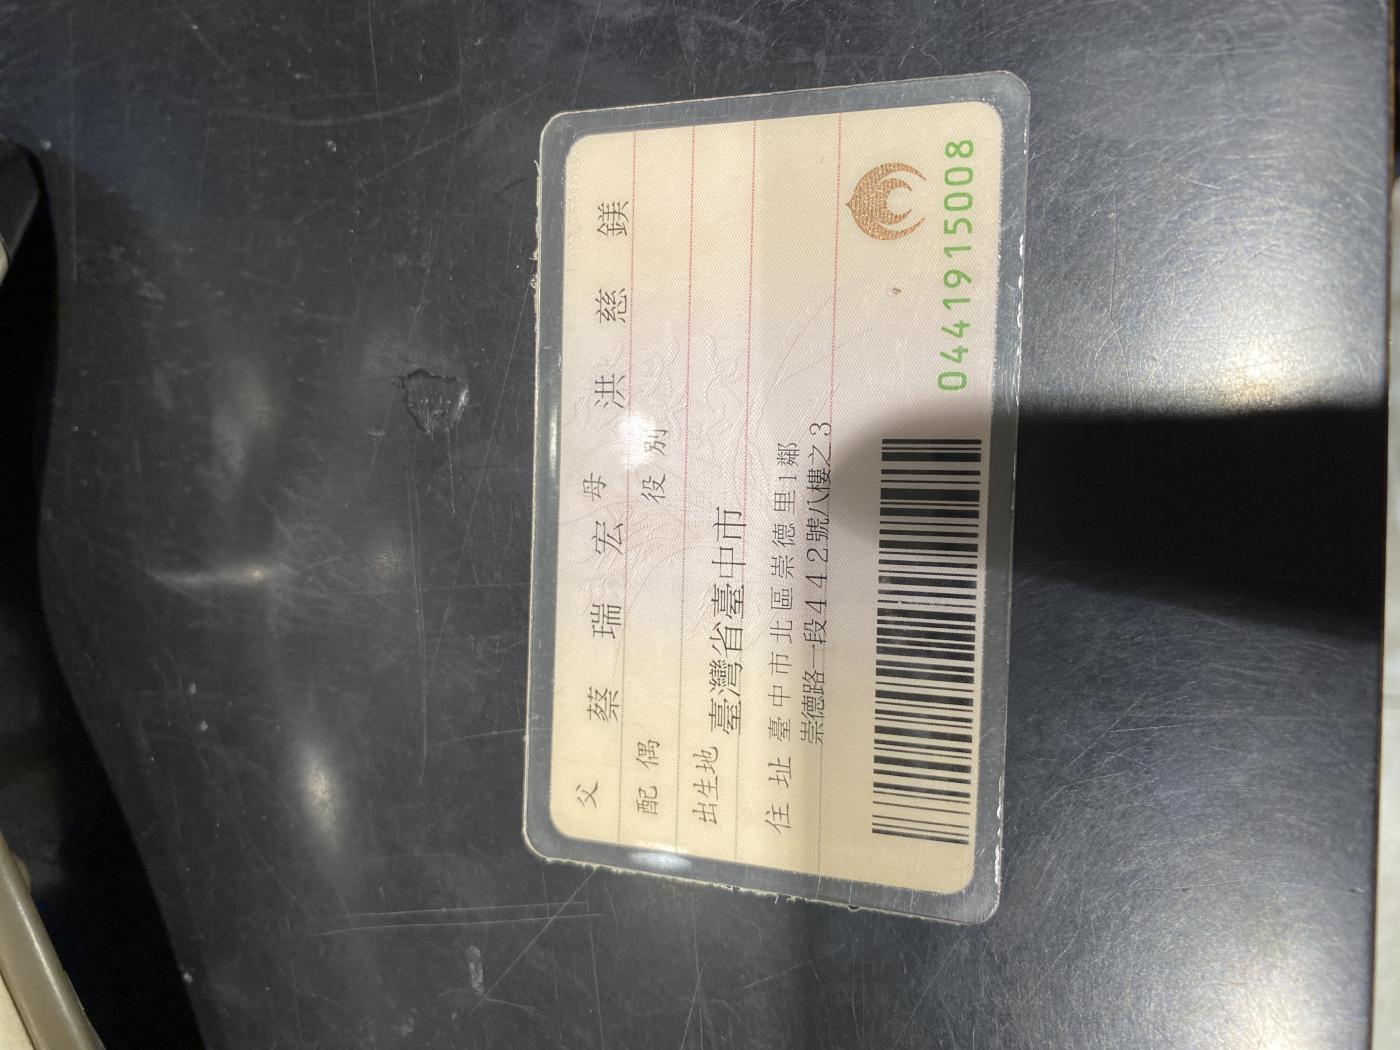 父 蔡瑞宏 母 洪慈鎂
配偶 役別
出生地 臺灣省臺中市
住址 臺中市北區崇德里1鄰
崇德路一段442號八樓之3
0441915008